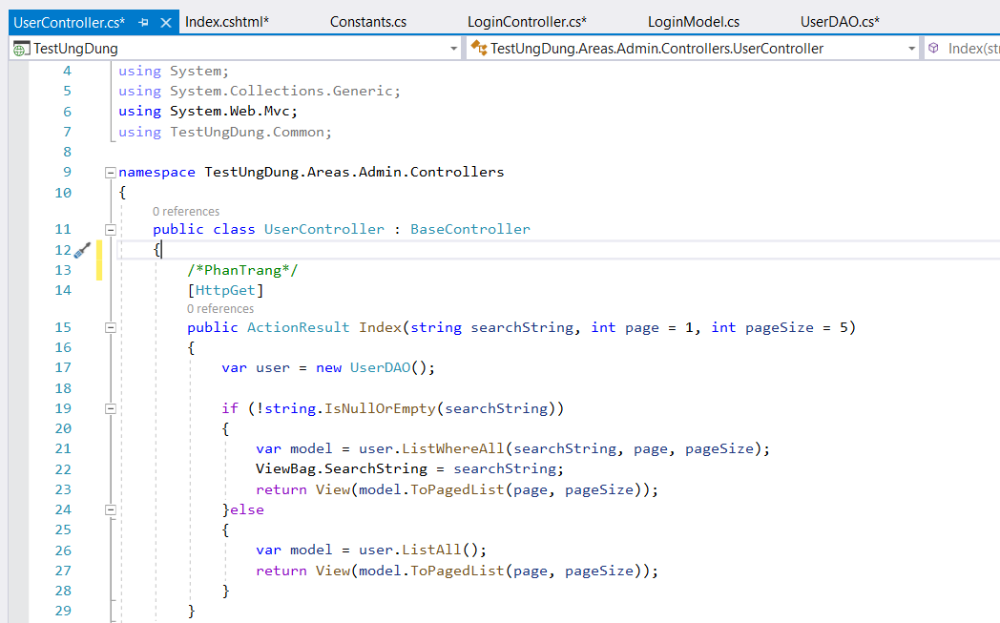 UserController.cs* Index.cshtml* Constants.cs LoginController.cs* LoginModel.cs UserDAO.cs*
TestUngDung TestUngDung.Areas.Admin.Controllers.UserController Index(str
4 using System;
5 using System.Collections.Generic;
6 using System.Web.Mvc;
7 using TestUngDung.Common;
8
9 namespace TestUngDung.Areas.Admin.Controllers
10 {
0 references
11 public class UserController : BaseController
12 {
13 /*PhanTrang*/
14 [HttpGet]
0 references
15 public ActionResult Index(string searchString, int page = 1, int pageSize = 5)
16 {
17 var user = new UserDAO();
18
19 if (!string.IsNullOrEmpty(searchString))
20 {
21 var model = user.ListWhereAll(searchString, page, pageSize);
22 ViewBag.SearchString = searchString;
23 return View(model.ToPagedList(page, pageSize));
24 }else
25 {
26 var model = user.ListAll();
27 return View(model.ToPagedList(page, pageSize));
28 }
29 }